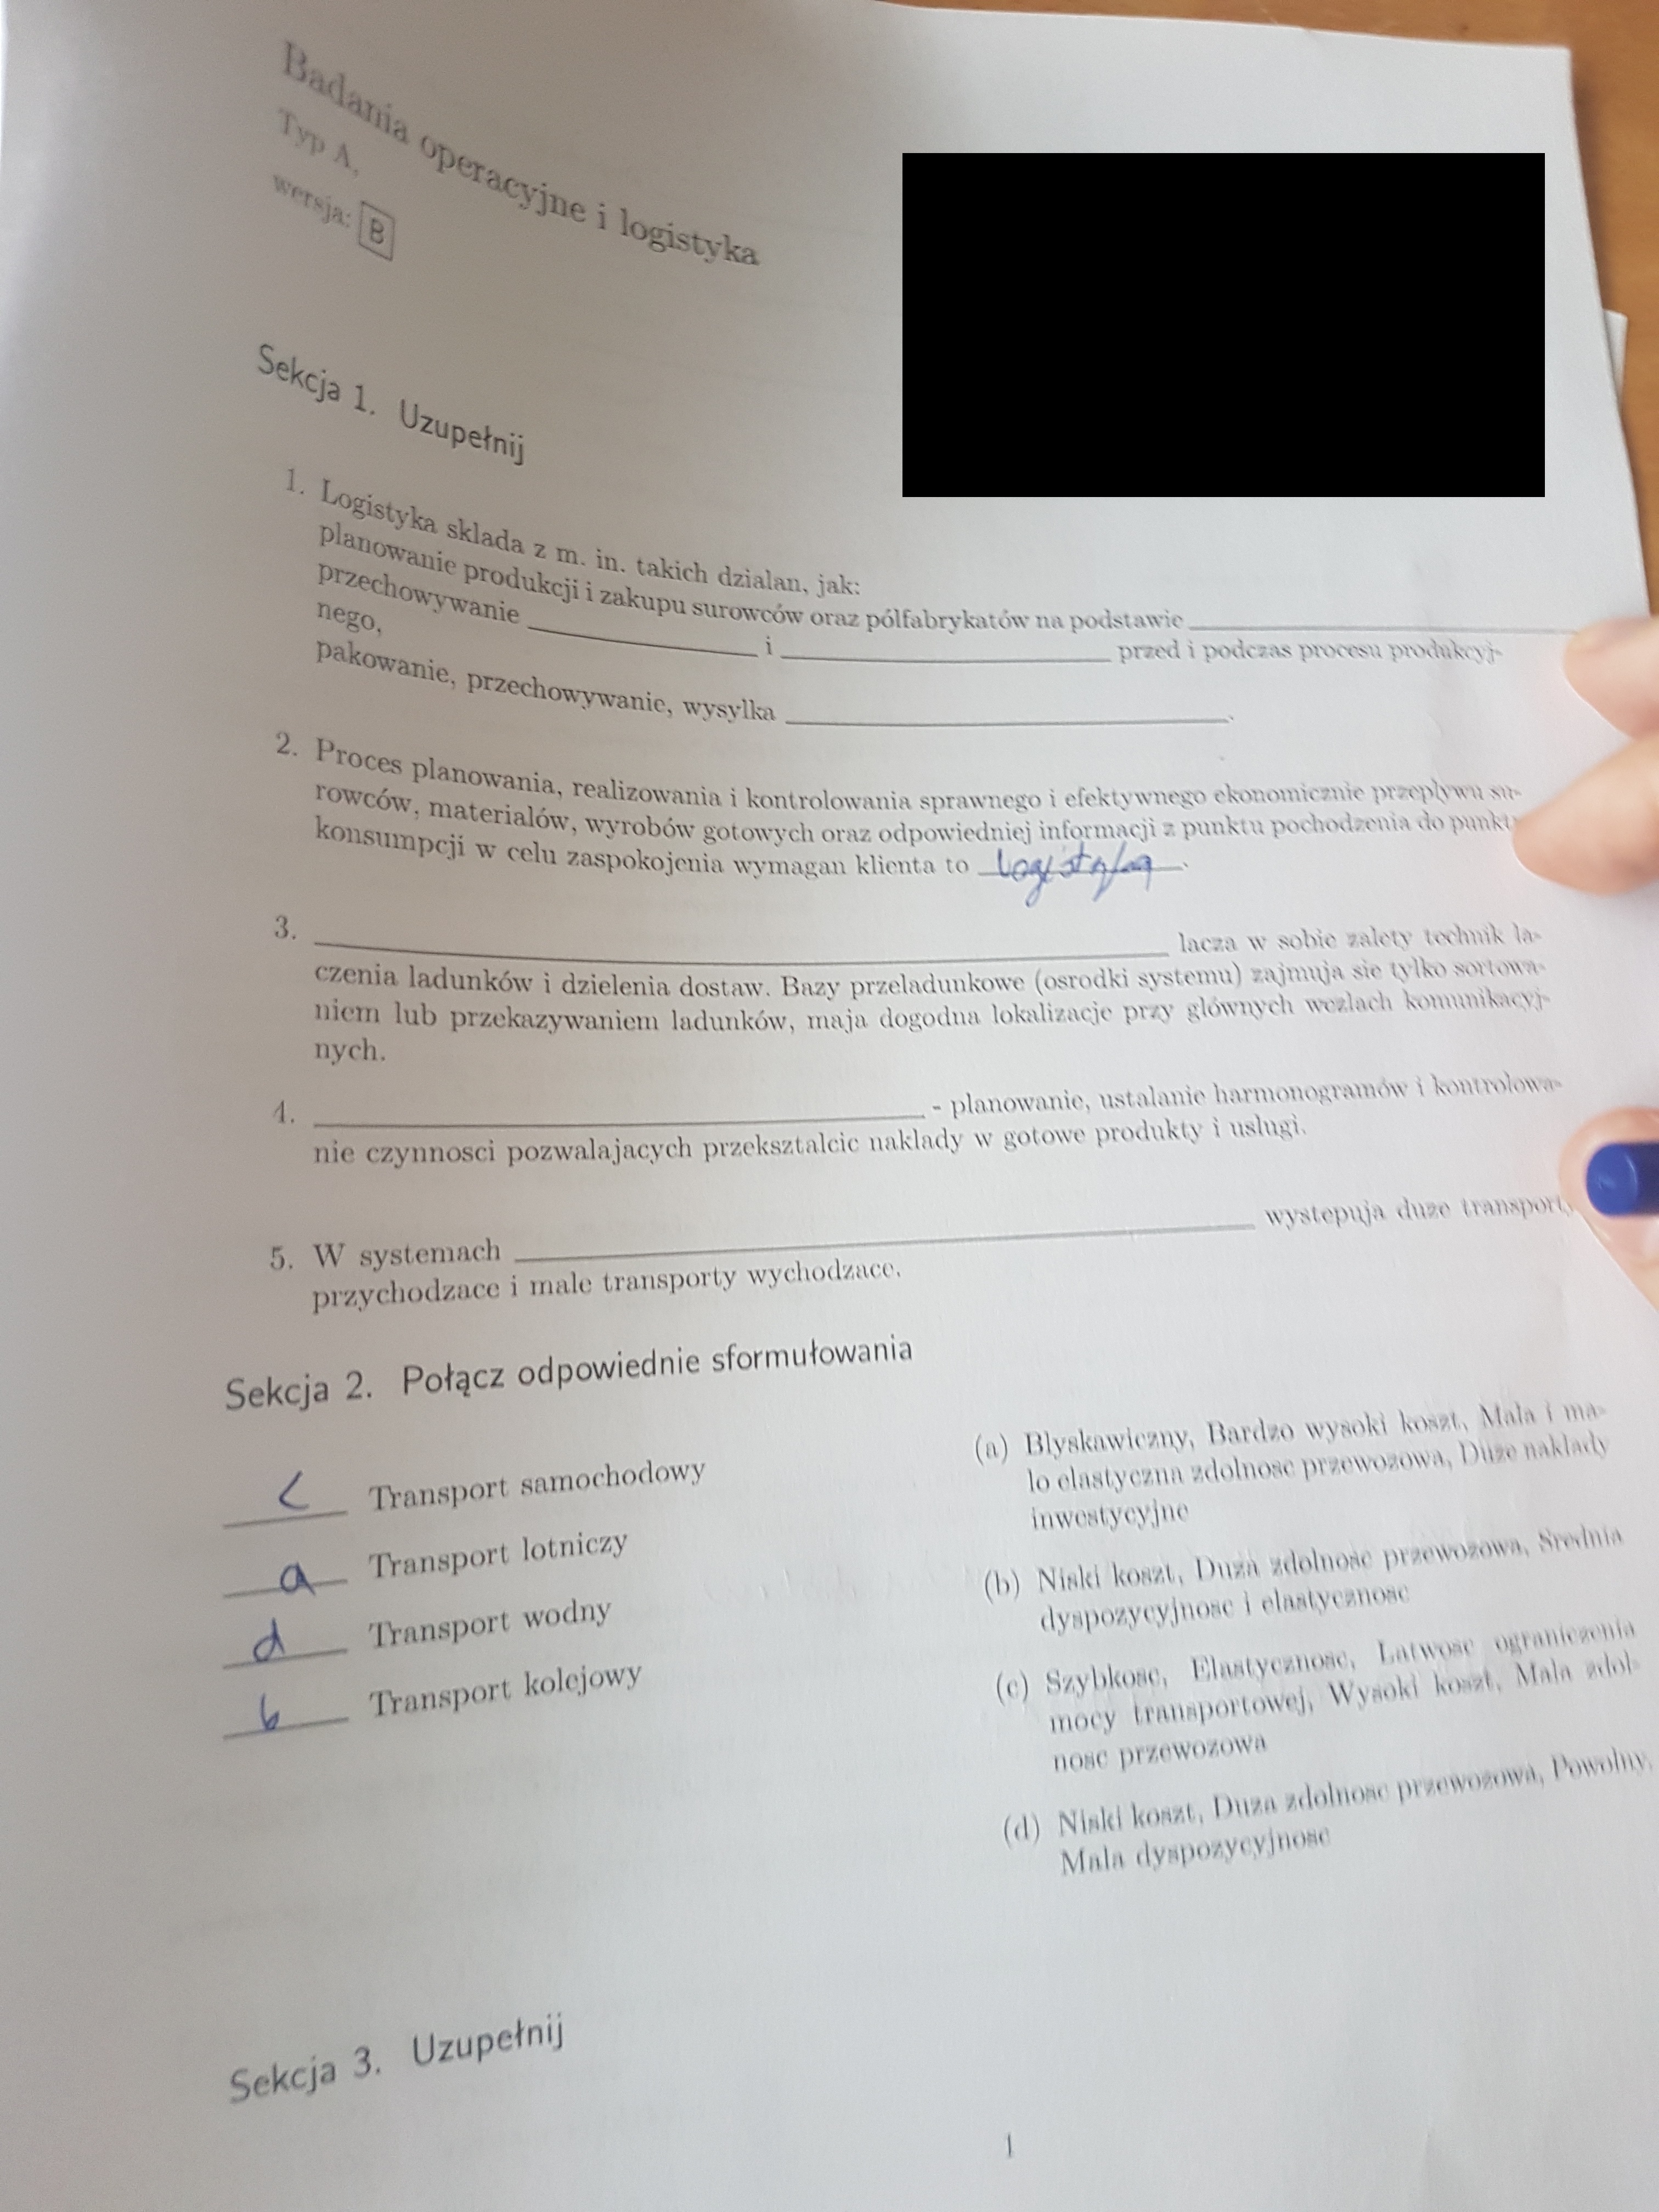 Badania operacyjne i logistyka
Typ A,
wersja: B
Sekcja 1. Uzupełnij
1. Logistyka sklada z m. in. takich dzialan, jak:
planowanie produkcji i zakupu surowców oraz pólfabrykatów na podstawie
przechowywanie i przed i podczas procesu produkcyj-
nego,
pakowanie, przechowywanie, wysylka .
2. Proces planowania, realizowania i kontrolowania sprawnego i efektywnego ekonomicznie przeplywu su-
rowców, materialów, wyrobów gotowych oraz odpowiedniej informacji z punktu pochodzenia do punktu
konsumpcji w celu zaspokojenia wymagan klienta to logistyka .
3. lacza w sobie zalety technik la-
czenia ladunków i dzielenia dostaw. Bazy przeladunkowe (osrodki systemu) zajmuja sie tylko sortowa-
niem lub przekazywaniem ladunków, maja dogodna lokalizacje przy glównych wezlach komunikacyj-
nych.
4. - planowanie, ustalanie harmonogramów i kontrolowa-
nie czynnosci pozwalajacych przeksztalcic naklady w gotowe produkty i uslugi.
5. W systemach wystepuja duze transporty
przychodzace i male transporty wychodzace.
Sekcja 2. Połącz odpowiednie sformułowania
c Transport samochodowy
a Transport lotniczy
d Transport wodny
b Transport kolejowy
(a) Blyskawiczny, Bardzo wysoki koszt, Mala i ma-
lo elastyczna zdolnosc przewozowa, Duze naklady
inwestycyjne
(b) Niski koszt, Duza zdolnosc przewozowa, Srednia
dyspozycyjnosc i elastycznosc
(c) Szybkosc, Elastycznosc, Latwosc ograniczenia
mocy transportowej, Wysoki koszt, Mala zdol-
nosc przewozowa
(d) Niski koszt, Duza zdolnosc przewozowa, Powolny,
Mala dyspozycyjnosc
Sekcja 3. Uzupełnij
1